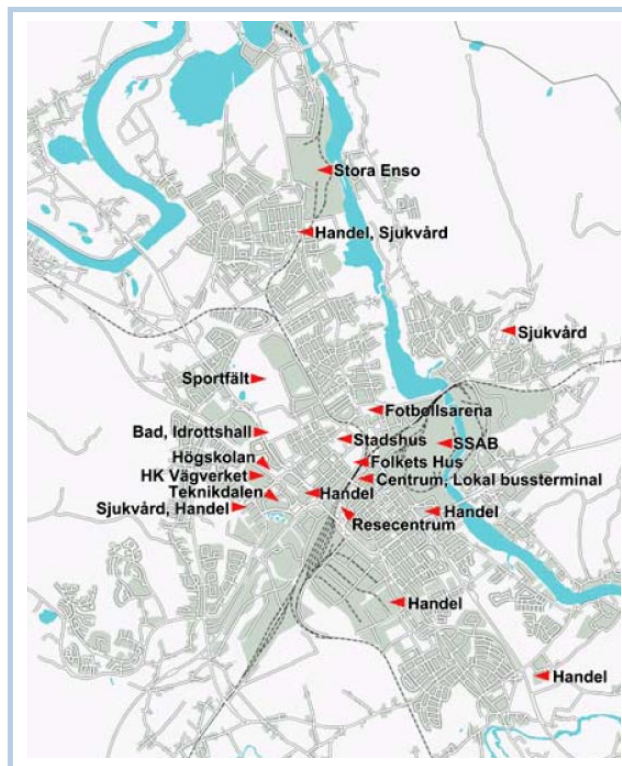 Stora Enso
Handel, Sjukvård
Sjukvård
Sportfält
Fotbollsarena
Bad, Idrottshall
Stadshus
SSAB
Högskolan
Folkets Hus
HK Vägverket
Centrum, Lokal bussterminal
Teknikdalen
Handel
Sjukvård, Handel
Handel
Resecentrum
Handel
Handel